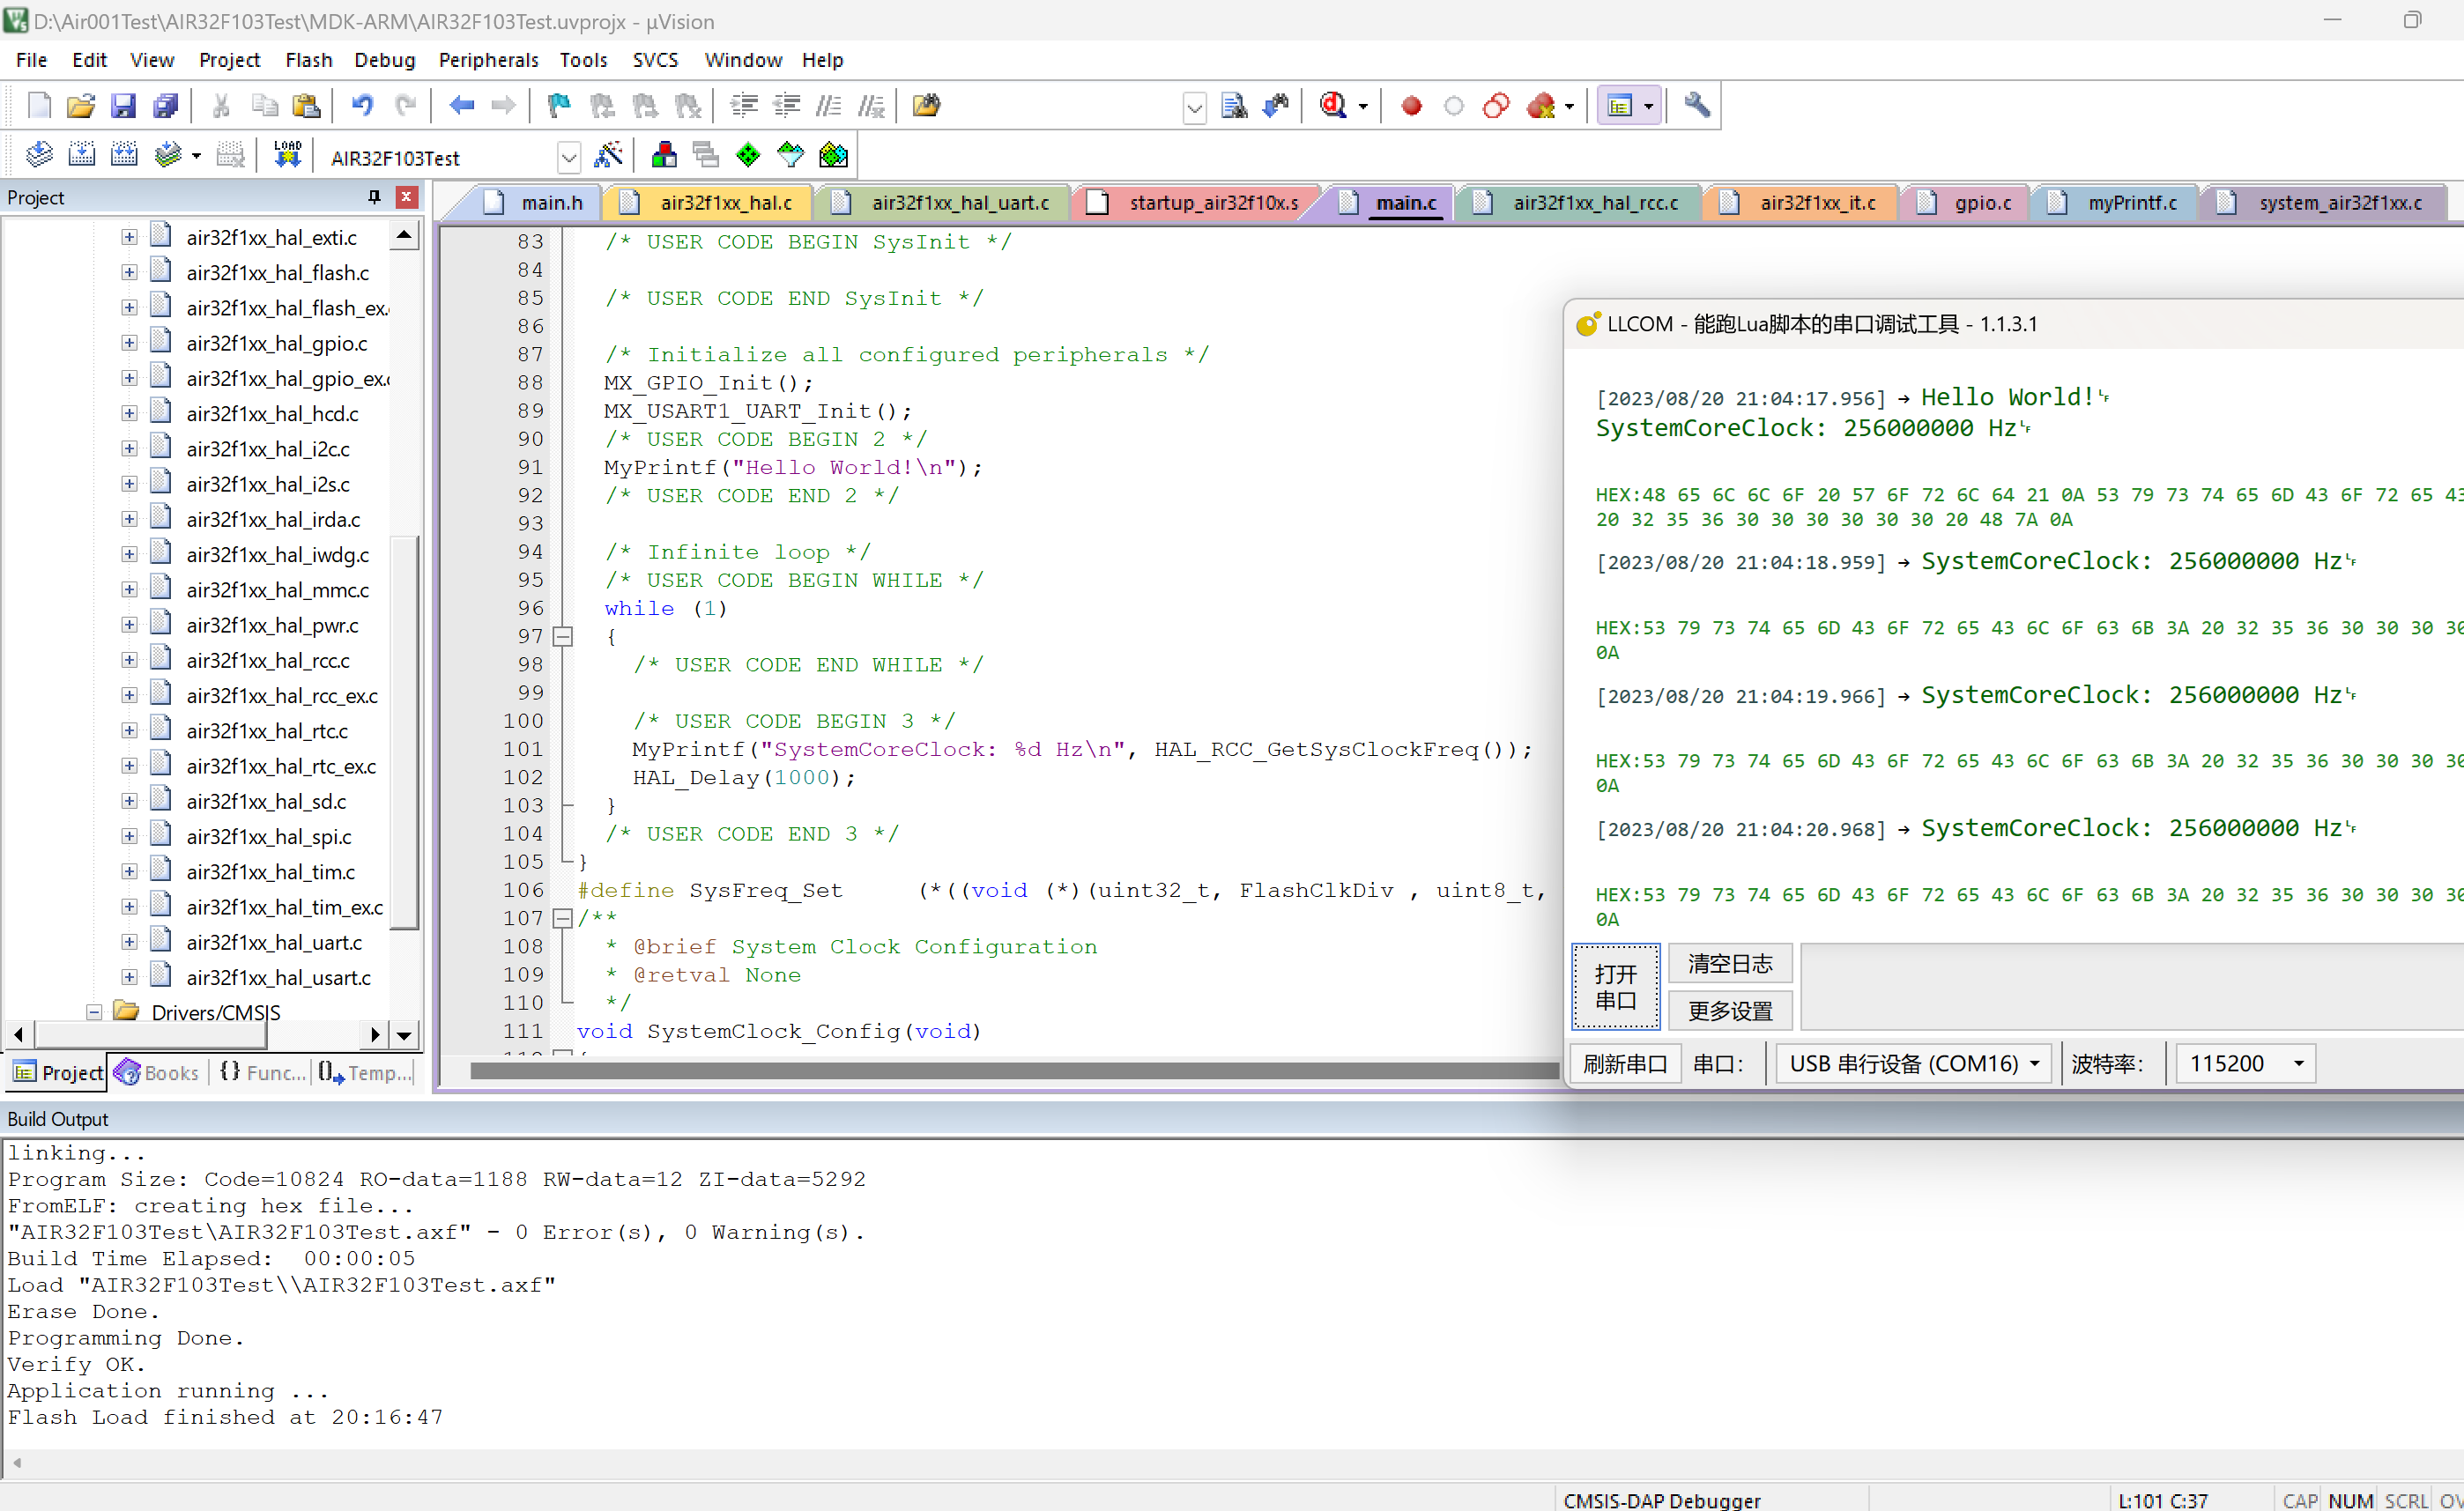 D:\Air001Test\AIR32F103Test\MDK-ARM\AIR32F103Test.uvprojx - µVision
File Edit View Project Flash Debug Peripherals Tools SVCS Window Help
LOAD
AIR32F103Test
Project
main.h air32f1xx_hal.c air32f1xx_hal_uart.c startup_air32f10x.s main.c air32f1xx_hal_rcc.c air32f1xx_it.c gpio.c myPrintf.c system_air32f1xx.c
air32f1xx_hal_exti.c
air32f1xx_hal_flash.c
air32f1xx_hal_flash_ex.
air32f1xx_hal_gpio.c
air32f1xx_hal_gpio_ex.
air32f1xx_hal_hcd.c
air32f1xx_hal_i2c.c
air32f1xx_hal_i2s.c
air32f1xx_hal_irda.c
air32f1xx_hal_iwdg.c
air32f1xx_hal_mmc.c
air32f1xx_hal_pwr.c
air32f1xx_hal_rcc.c
air32f1xx_hal_rcc_ex.c
air32f1xx_hal_rtc.c
air32f1xx_hal_rtc_ex.c
air32f1xx_hal_sd.c
air32f1xx_hal_spi.c
air32f1xx_hal_tim.c
air32f1xx_hal_tim_ex.c
air32f1xx_hal_uart.c
air32f1xx_hal_usart.c
Drivers/CMSIS
Project Books {} Func... Temp...
83 /* USER CODE BEGIN SysInit */
84
85 /* USER CODE END SysInit */
86
87 /* Initialize all configured peripherals */
88 MX_GPIO_Init();
89 MX_USART1_UART_Init();
90 /* USER CODE BEGIN 2 */
91 MyPrintf("Hello World!\n");
92 /* USER CODE END 2 */
93
94 /* Infinite loop */
95 /* USER CODE BEGIN WHILE */
96 while (1)
97 {
98 /* USER CODE END WHILE */
99
100 /* USER CODE BEGIN 3 */
101 MyPrintf("SystemCoreClock: %d Hz\n", HAL_RCC_GetSysClockFreq());
102 HAL_Delay(1000);
103 }
104 /* USER CODE END 3 */
105 }
106 #define SysFreq_Set (*((void (*)(uint32_t, FlashClkDiv , uint8_t,
107 /**
108 * @brief System Clock Configuration
109 * @retval None
110 */
111 void SystemClock_Config(void)
LLCOM - 能跑Lua脚本的串口调试工具 - 1.1.3.1
[2023/08/20 21:04:17.956] → Hello World!␊
SystemCoreClock: 256000000 Hz␊
HEX:48 65 6C 6C 6F 20 57 6F 72 6C 64 21 0A 53 79 73 74 65 6D 43 6F 72 65 43
20 32 35 36 30 30 30 30 30 30 20 48 7A 0A
[2023/08/20 21:04:18.959] → SystemCoreClock: 256000000 Hz␊
HEX:53 79 73 74 65 6D 43 6F 72 65 43 6C 6F 63 6B 3A 20 32 35 36 30 30 30 30
0A
[2023/08/20 21:04:19.966] → SystemCoreClock: 256000000 Hz␊
HEX:53 79 73 74 65 6D 43 6F 72 65 43 6C 6F 63 6B 3A 20 32 35 36 30 30 30 30
0A
[2023/08/20 21:04:20.968] → SystemCoreClock: 256000000 Hz␊
HEX:53 79 73 74 65 6D 43 6F 72 65 43 6C 6F 63 6B 3A 20 32 35 36 30 30 30 30
0A
打开
串口
清空日志
更多设置
刷新串口 串口： USB 串行设备 (COM16) 波特率： 115200
Build Output
linking...
Program Size: Code=10824 RO-data=1188 RW-data=12 ZI-data=5292
FromELF: creating hex file...
"AIR32F103Test\AIR32F103Test.axf" - 0 Error(s), 0 Warning(s).
Build Time Elapsed: 00:00:05
Load "AIR32F103Test\\AIR32F103Test.axf"
Erase Done.
Programming Done.
Verify OK.
Application running ...
Flash Load finished at 20:16:47
CMSIS-DAP Debugger L:101 C:37 CAP NUM SCRL